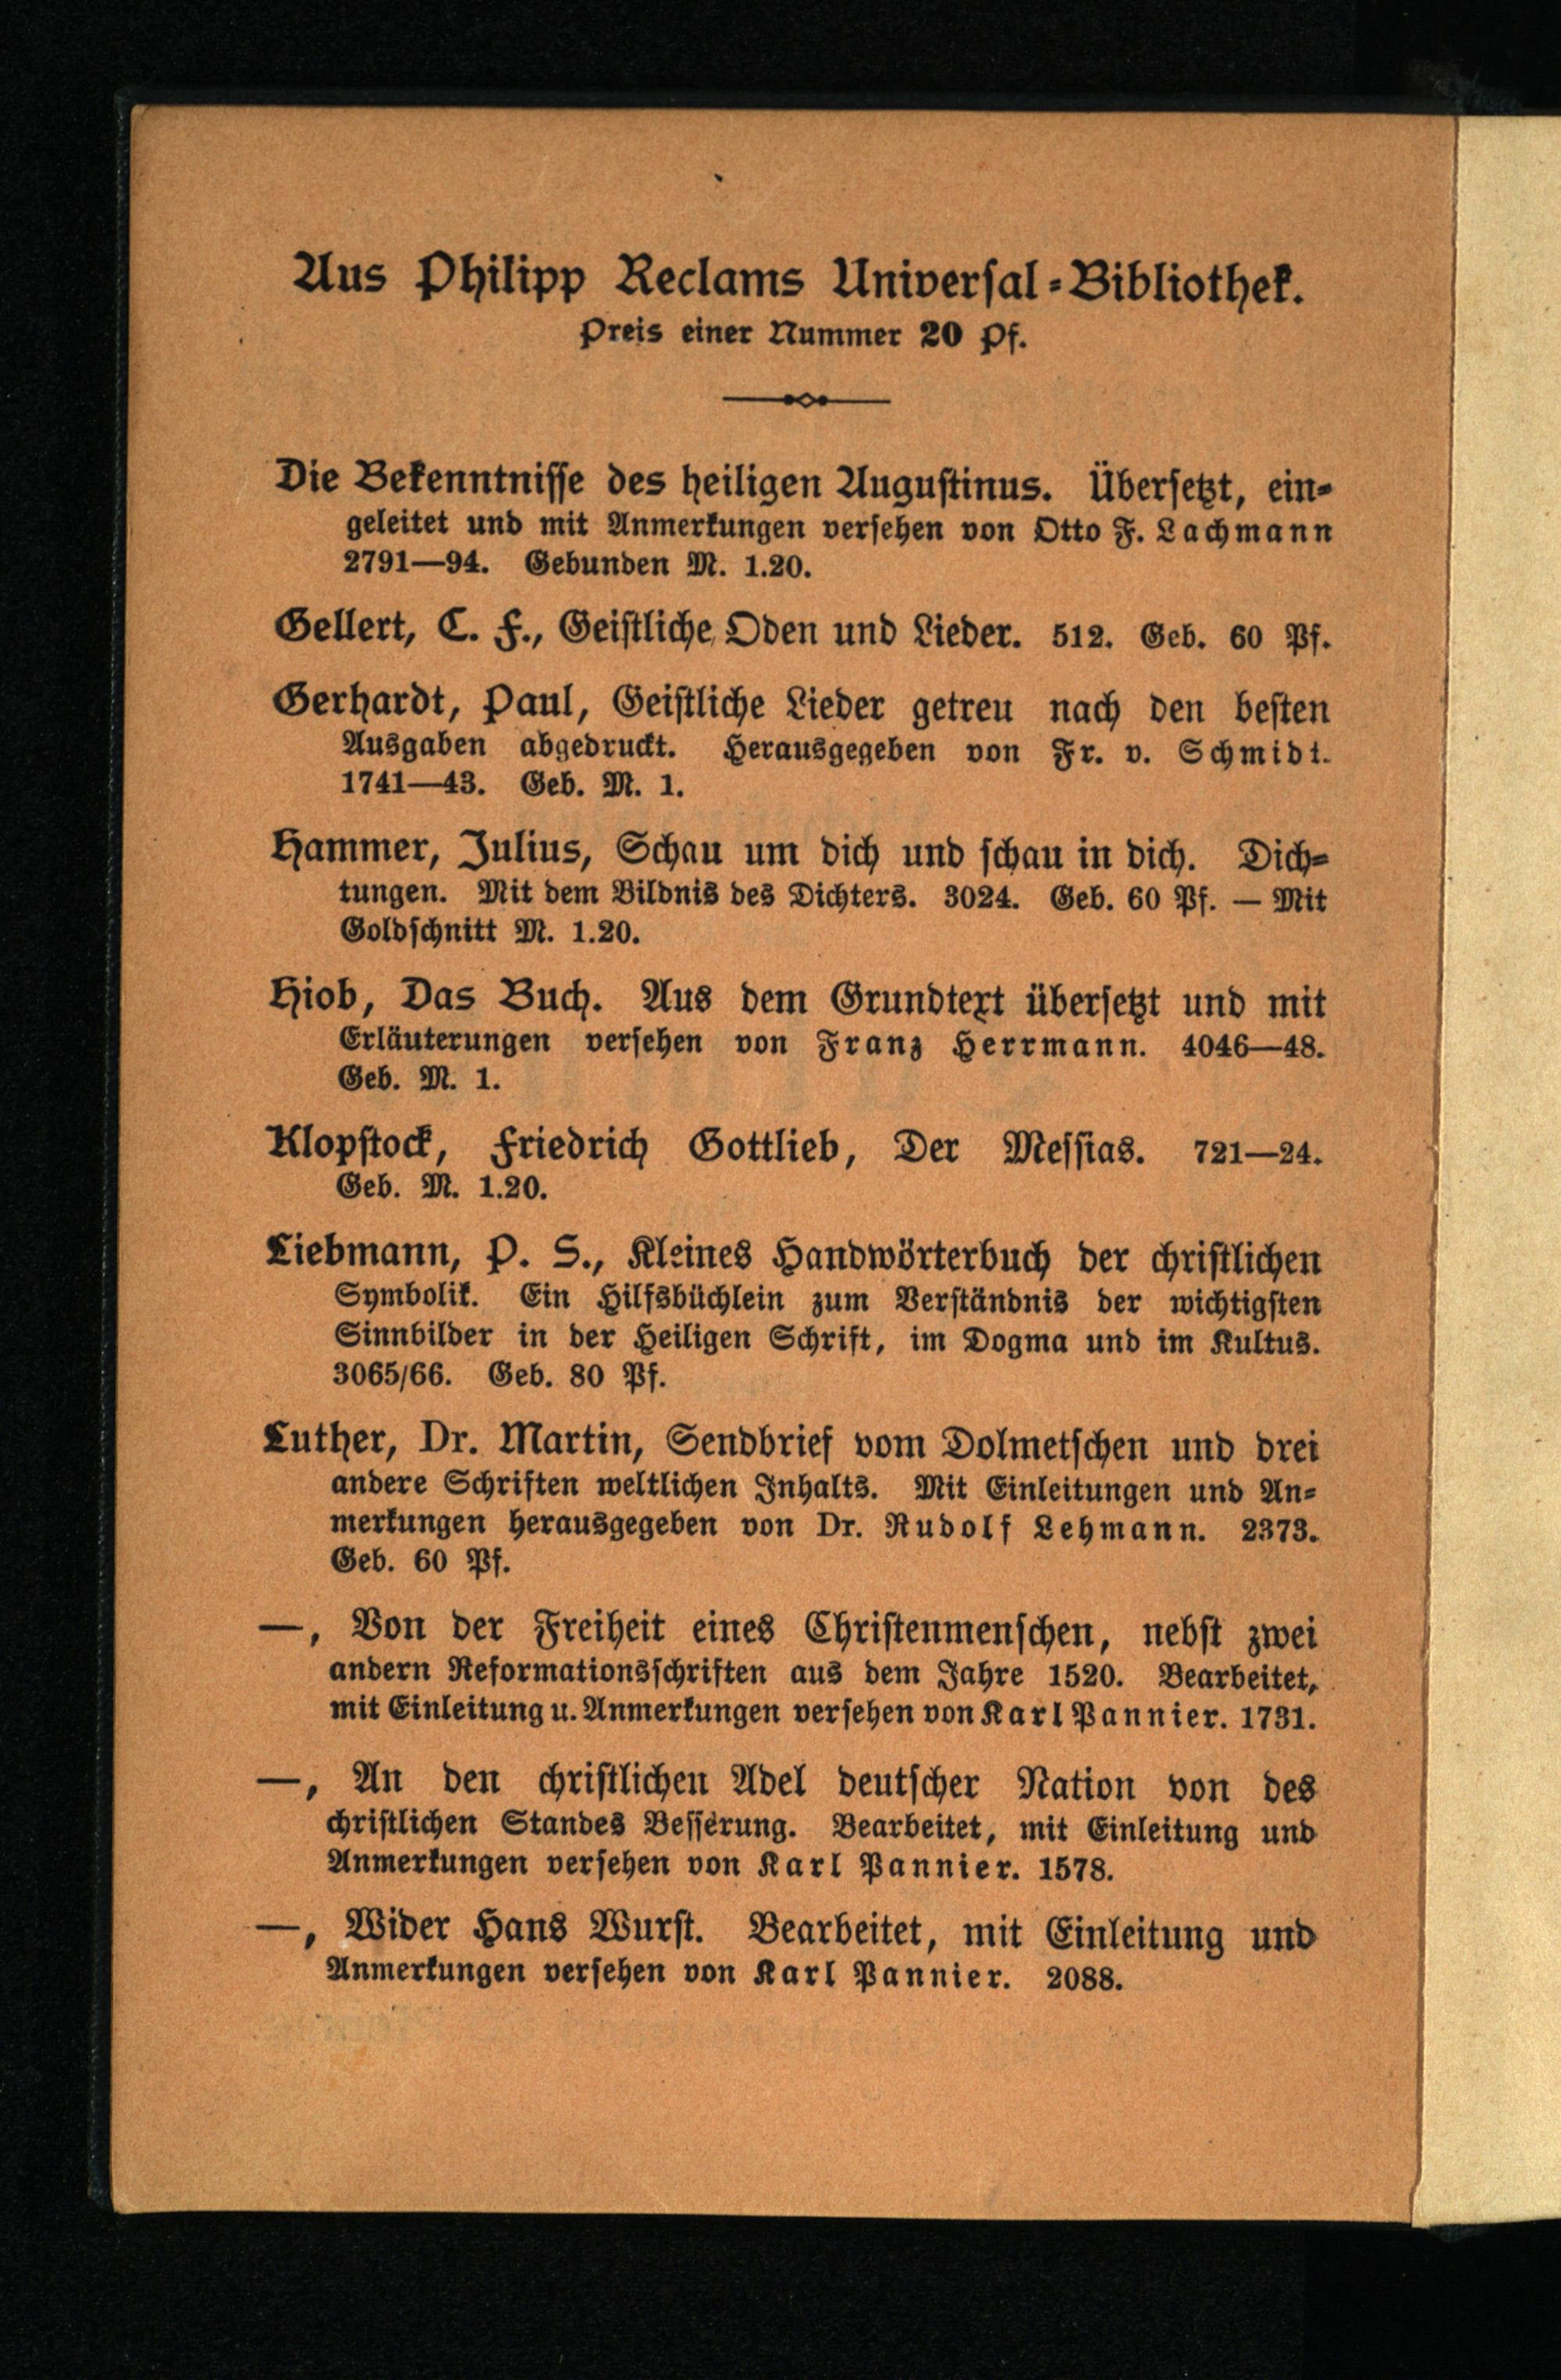 Aus Philipp Reclams Universal-Bibliothek.
Preis einer Nummer 20 Pf.
Die Bekenntnisse des heiligen Augustinus. Übersetzt, ein-
geleitet und mit Anmerkungen versehen von Otto F. Lachmann
2791—94. Gebunden M. 1.20.
Gellert, C. F., Geistliche Oden und Lieder. 512. Geb. 60 Pf.
Gerhardt, Paul, Geistliche Lieder getreu nach den besten
Ausgaben abgedruckt. Herausgegeben von Fr. v. Schmidt.
1741—43. Geb. M. 1.
Hammer, Julius, Schau um dich und schau in dich. Dich-
tungen. Mit dem Bildnis des Dichters. 3024. Geb. 60 Pf. — Mit
Goldschnitt M. 1.20.
Hiob, Das Buch. Aus dem Grundtext übersetzt und mit
Erläuterungen versehen von Franz Herrmann. 4046—48.
Geb. M. 1.
Klopstock, Friedrich Gottlieb, Der Messias. 721—24.
Geb. M. 1.20.
Liebmann, P. S., Kleines Handwörterbuch der christlichen
Symbolik. Ein Hilfsbüchlein zum Verständnis der wichtigsten
Sinnbilder in der Heiligen Schrift, im Dogma und im Kultus.
3065/66. Geb. 80 Pf.
Luther, Dr. Martin, Sendbrief vom Dolmetschen und drei
andere Schriften weltlichen Inhalts. Mit Einleitungen und An-
merkungen herausgegeben von Dr. Rudolf Lehmann. 2373.
Geb. 60 Pf.
—, Von der Freiheit eines Christenmenschen, nebst zwei
andern Reformationsschriften aus dem Jahre 1520. Bearbeitet,
mit Einleitung u. Anmerkungen versehen von Karl Pannier. 1731.
—, An den christlichen Adel deutscher Nation von des
christlichen Standes Besserung. Bearbeitet, mit Einleitung und
Anmerkungen versehen von Karl Pannier. 1578.
—, Wider Hans Wurst. Bearbeitet, mit Einleitung und
Anmerkungen versehen von Karl Pannier. 2088.